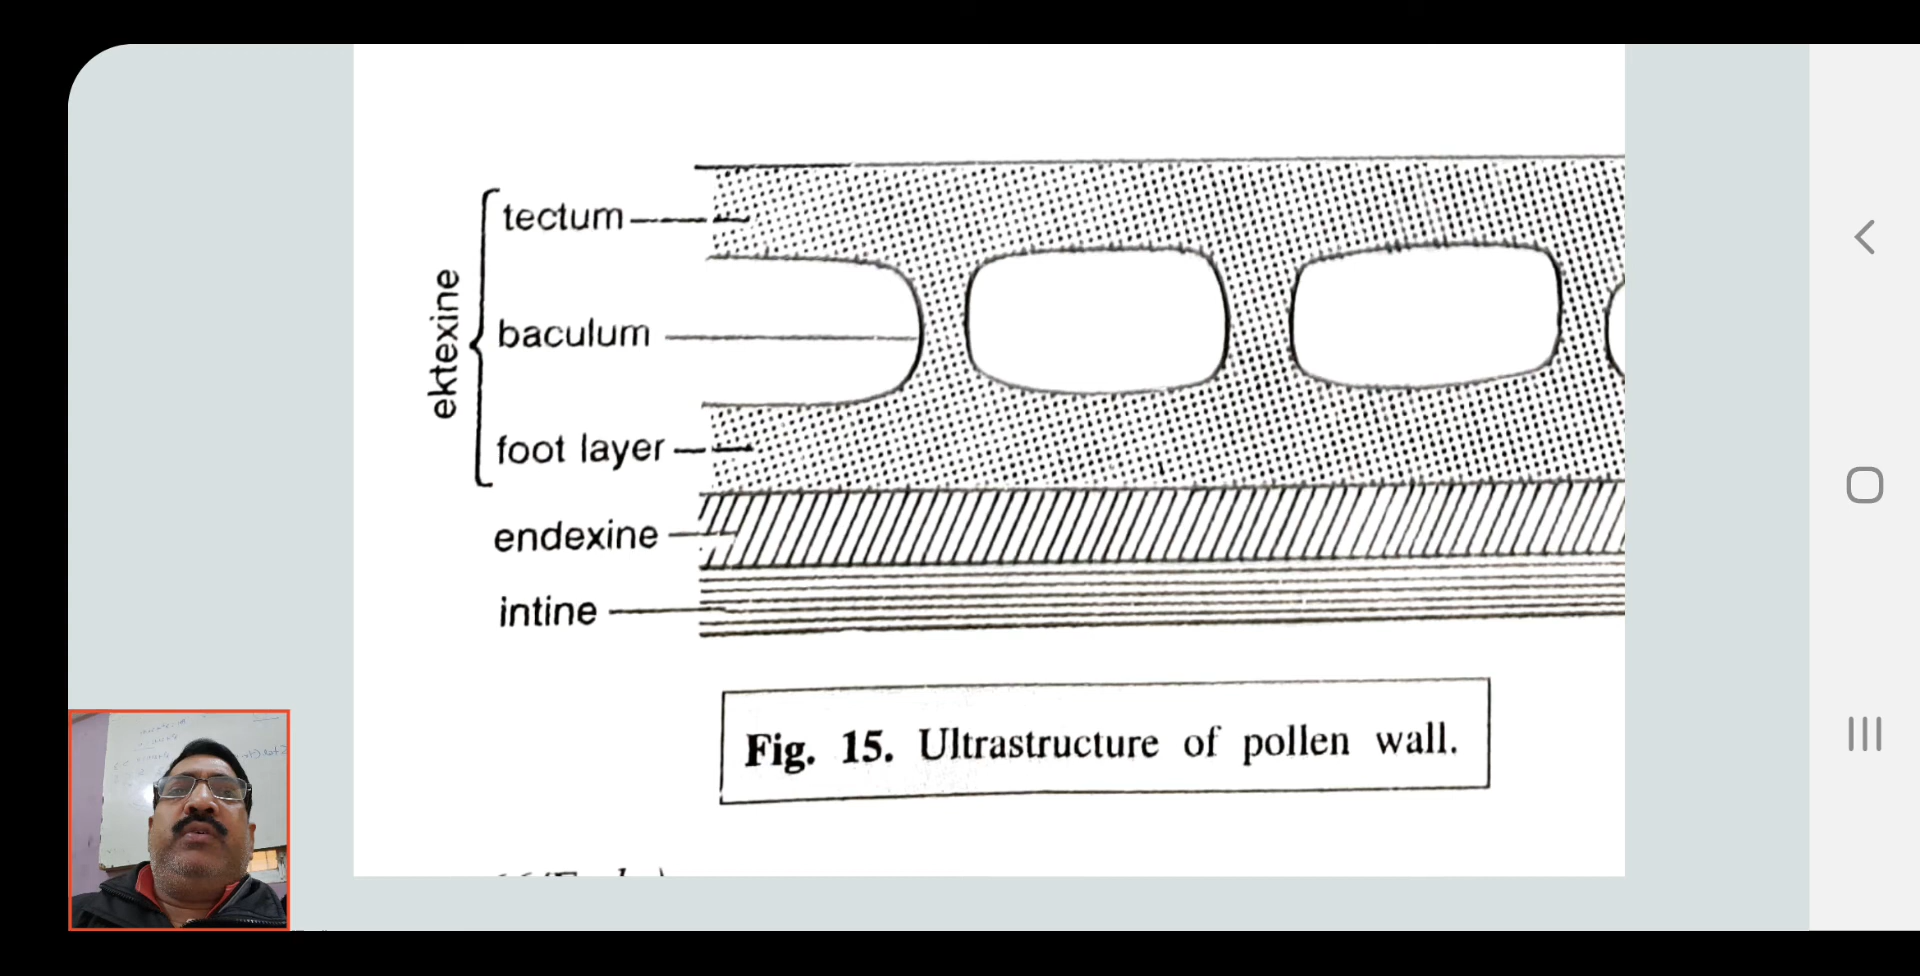 ektexine
tectum
baculum
foot layer
endexine
intine
Fig. 15. Ultrastructure of pollen wall.